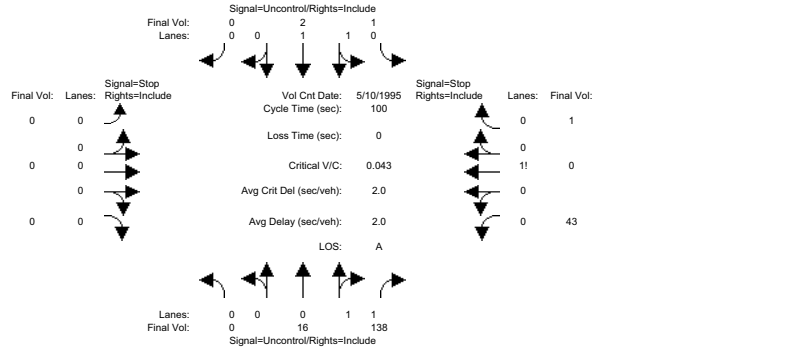 Signal=Uncontrol/Rights=Include
Final Vol: 0 2 1
Lanes: 0 0 1 1 0
Signal=Stop Signal=Stop
Final Vol: Lanes: Rights=Include Vol Cnt Date: 5/10/1995 Rights=Include Lanes: Final Vol:
Cycle Time (sec): 100
0 0 0 1
Loss Time (sec): 0
0 0
0 0 Critical V/C: 0.043 1! 0
0 Avg Crit Del (sec/veh): 2.0 0
0 0 Avg Delay (sec/veh): 2.0 0 43
LOS: A
Lanes: 0 0 0 1 1
Final Vol: 0 16 138
Signal=Uncontrol/Rights=Include